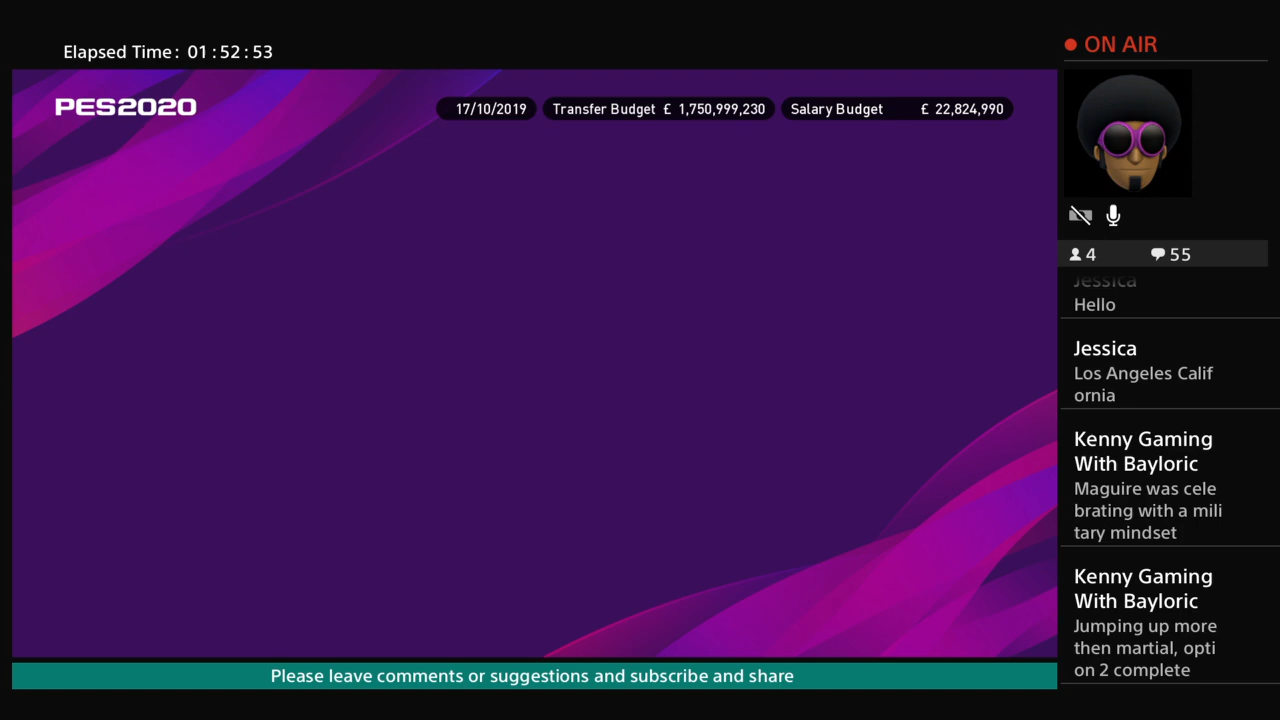 Elapsed Time: 01:52:53
ON AIR
PES2020
17/10/2019
Transfer Budget £ 1,750,999,230
Salary Budget £ 22,824,990
4
55
Jessica
Hello
Jessica
Los Angeles Calif
ornia
Kenny Gaming
With Bayloric
Maguire was cele
brating with a mili
tary mindset
Kenny Gaming
With Bayloric
Jumping up more
then martial, opti
on 2 complete
Please leave comments or suggestions and subscribe and share